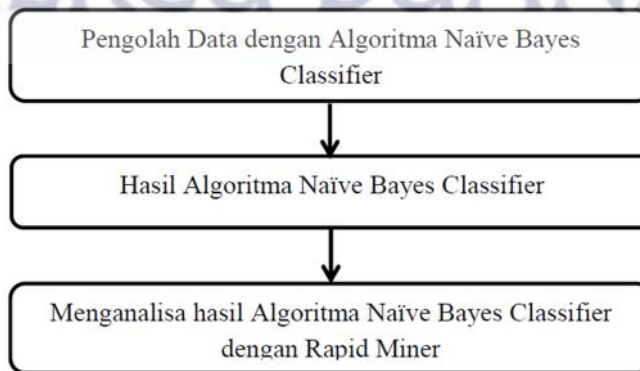 Pengolah Data dengan Algoritma Naïve Bayes
Classifier
Hasil Algoritma Naïve Bayes Classifier
Menganalisa hasil Algoritma Naïve Bayes Classifier
dengan Rapid Miner